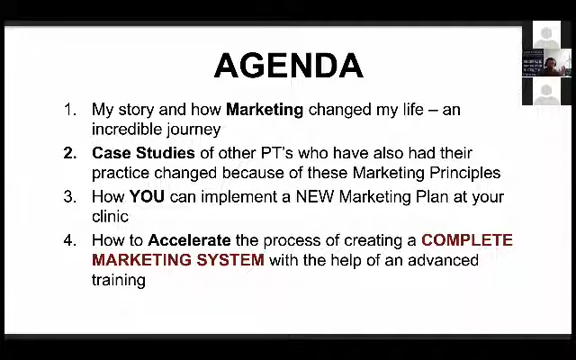 AGENDA
1. My story and how Marketing changed my life – an
incredible journey
2. Case Studies of other PT's who have also had their
practice changed because of these Marketing Principles
3. How YOU can implement a NEW Marketing Plan at your
clinic
4. How to Accelerate the process of creating a COMPLETE
MARKETING SYSTEM with the help of an advanced
training